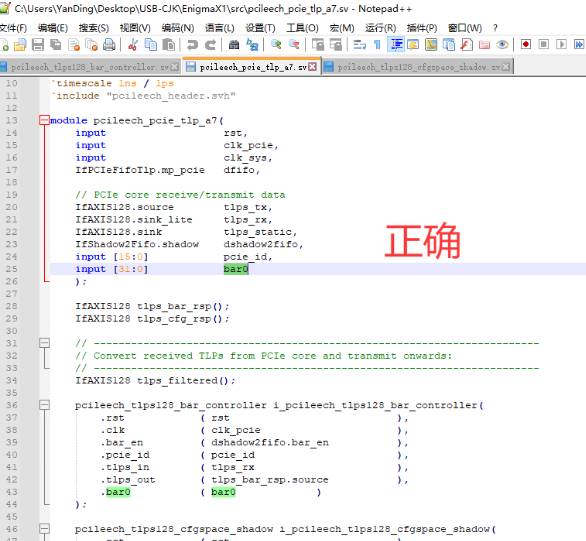 C:\Users\YanDing\Desktop\USB-CJK\EnigmaX1\src\pcileech_pcie_tlp_a7.sv - Notepad++
文件(F) 编辑(E) 搜索(S) 视图(V) 编码(N) 语言(L) 设置(T) 工具(O) 宏(M) 运行(R) 插件(P) 窗口(W) ?
pcileech_tlps128_bar_controller.sv pcileech_pcie_tlp_a7.sv pcileech_tlps128_cfgspace_shadow.sv
10 `timescale 1ns / 1ps
11 `include "pcileech_header.svh"
12
13 module pcileech_pcie_tlp_a7(
14 input rst,
15 input clk_pcie,
16 input clk_sys,
17 IfPCIeFifoTlp.mp_pcie dfifo,
18
19 // PCIe core receive/transmit data
20 IfAXIS128.source tlps_tx,
21 IfAXIS128.sink_lite tlps_rx,
22 IfAXIS128.sink tlps_static,
23 IfShadow2Fifo.shadow dshadow2fifo,
24 input [15:0] pcie_id,
25 input [31:0] bar0
26 );
27
28 IfAXIS128 tlps_bar_rsp();
29 IfAXIS128 tlps_cfg_rsp();
30
31 // ------------------------------------------------------------------------
32 // Convert received TLPs from PCIe core and transmit onwards:
33 // ------------------------------------------------------------------------
34 IfAXIS128 tlps_filtered();
35
36 pcileech_tlps128_bar_controller i_pcileech_tlps128_bar_controller(
37 .rst ( rst ),
38 .clk ( clk_pcie ),
39 .bar_en ( dshadow2fifo.bar_en ),
40 .pcie_id ( pcie_id ),
41 .tlps_in ( tlps_rx ),
42 .tlps_out ( tlps_bar_rsp.source ),
43 .bar0 ( bar0 )
44 );
45
46 pcileech_tlps128_cfgspace_shadow i_pcileech_tlps128_cfgspace_shadow(
正确